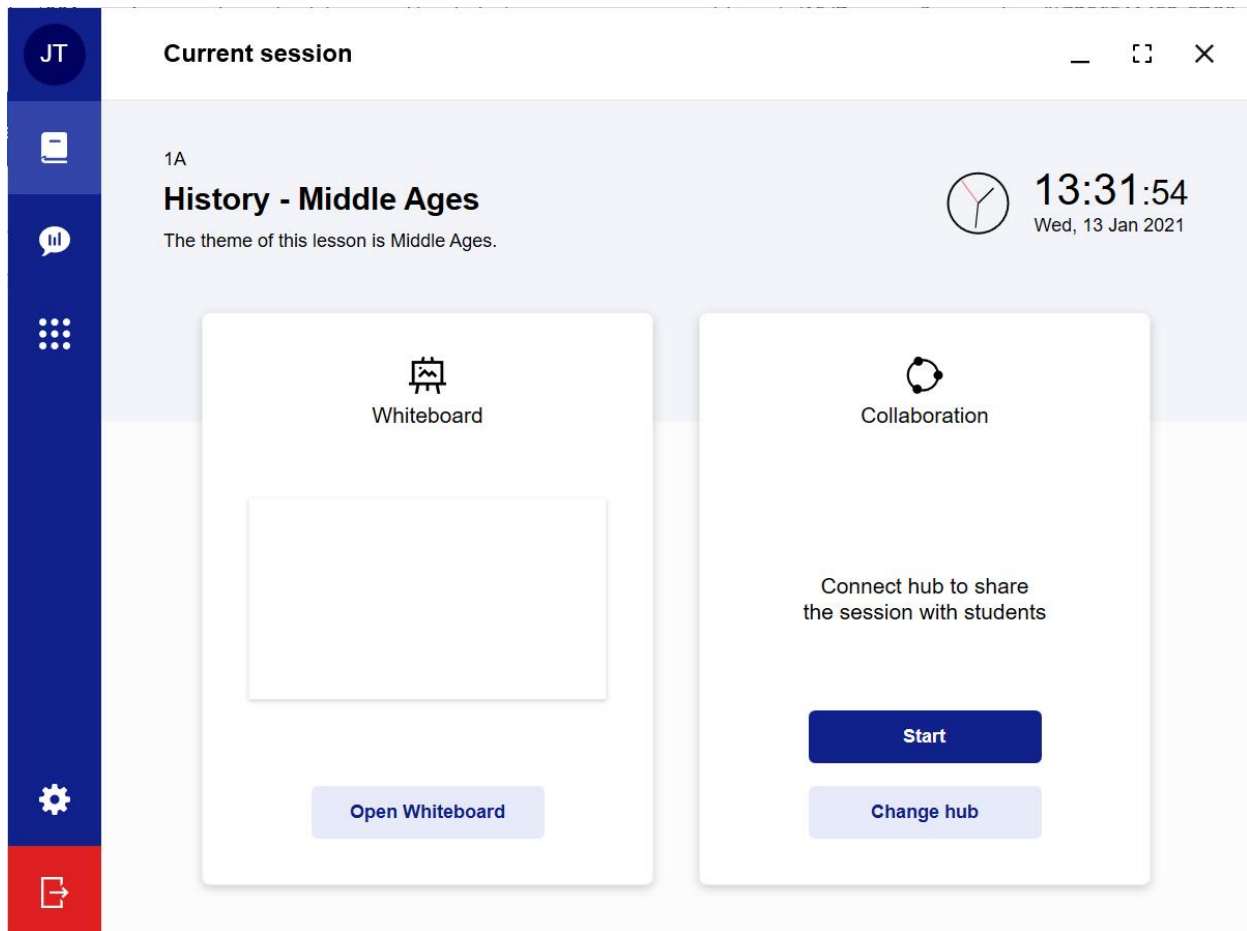 JT
Current session
1A
History - Middle Ages
The theme of this lesson is Middle Ages.
13:31:54
Wed, 13 Jan 2021
Whiteboard
Open Whiteboard
Collaboration
Connect hub to share
the session with students
Start
Change hub